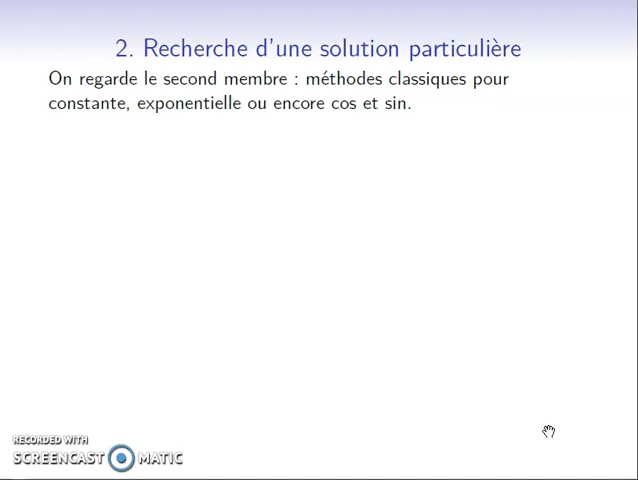 2. Recherche d'une solution particulière
On regarde le second membre : méthodes classiques pour
constante, exponentielle ou encore cos et sin.
RECORDED WITH
SCREENCAST MATIC